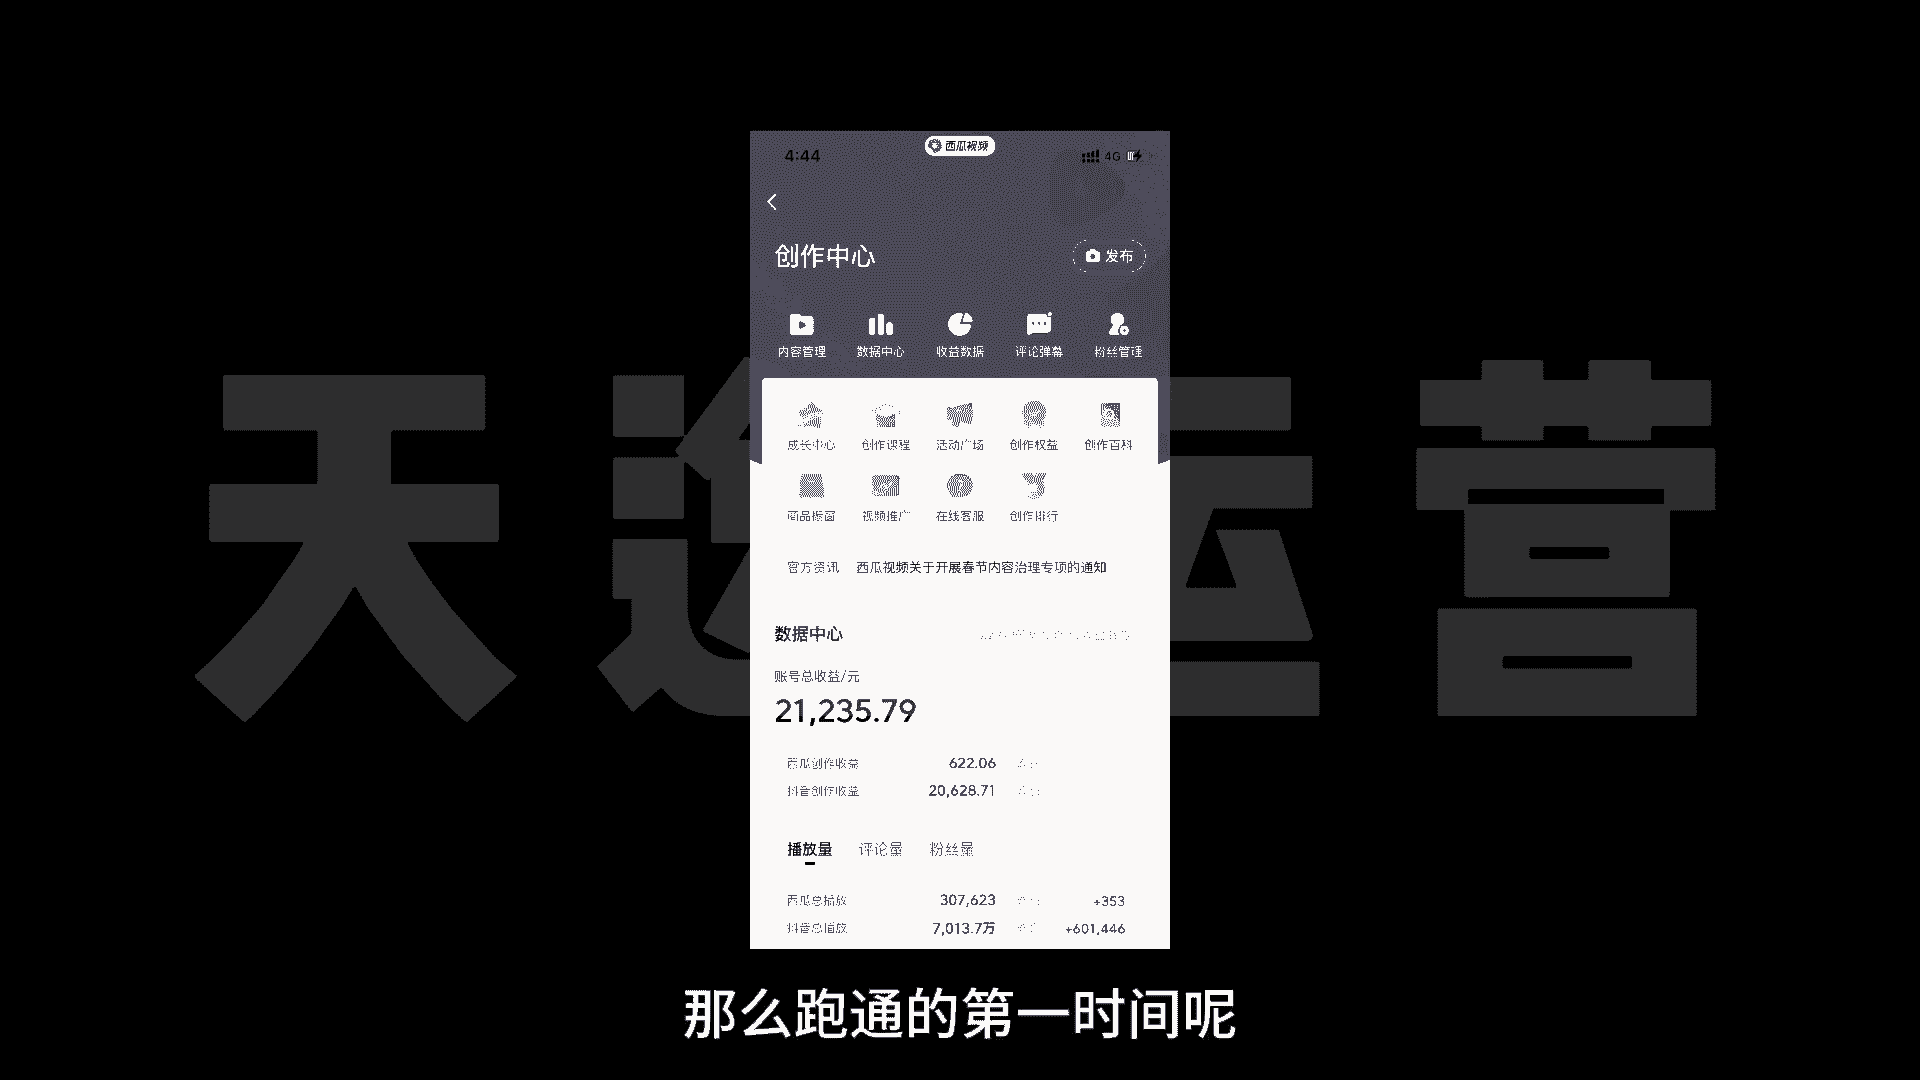 天选运营
4:44
西瓜视频
4G
创作中心
发布
内容管理 数据中心 收益数据 评论弹幕 粉丝管理
成长中心 创作课程 活动广场 创作权益 创作百科
商品橱窗 视频推广 在线客服 创作排行
官方资讯 西瓜视频关于开展春节内容治理专项的通知
数据中心
账号总收益/元
21,235.79
西瓜创作收益 622.06
抖音创作收益 20,628.71
播放量 评论量 粉丝量
西瓜总播放 307,623 +353
抖音总播放 7,013.7万 +601,446
那么跑通的第一时间呢